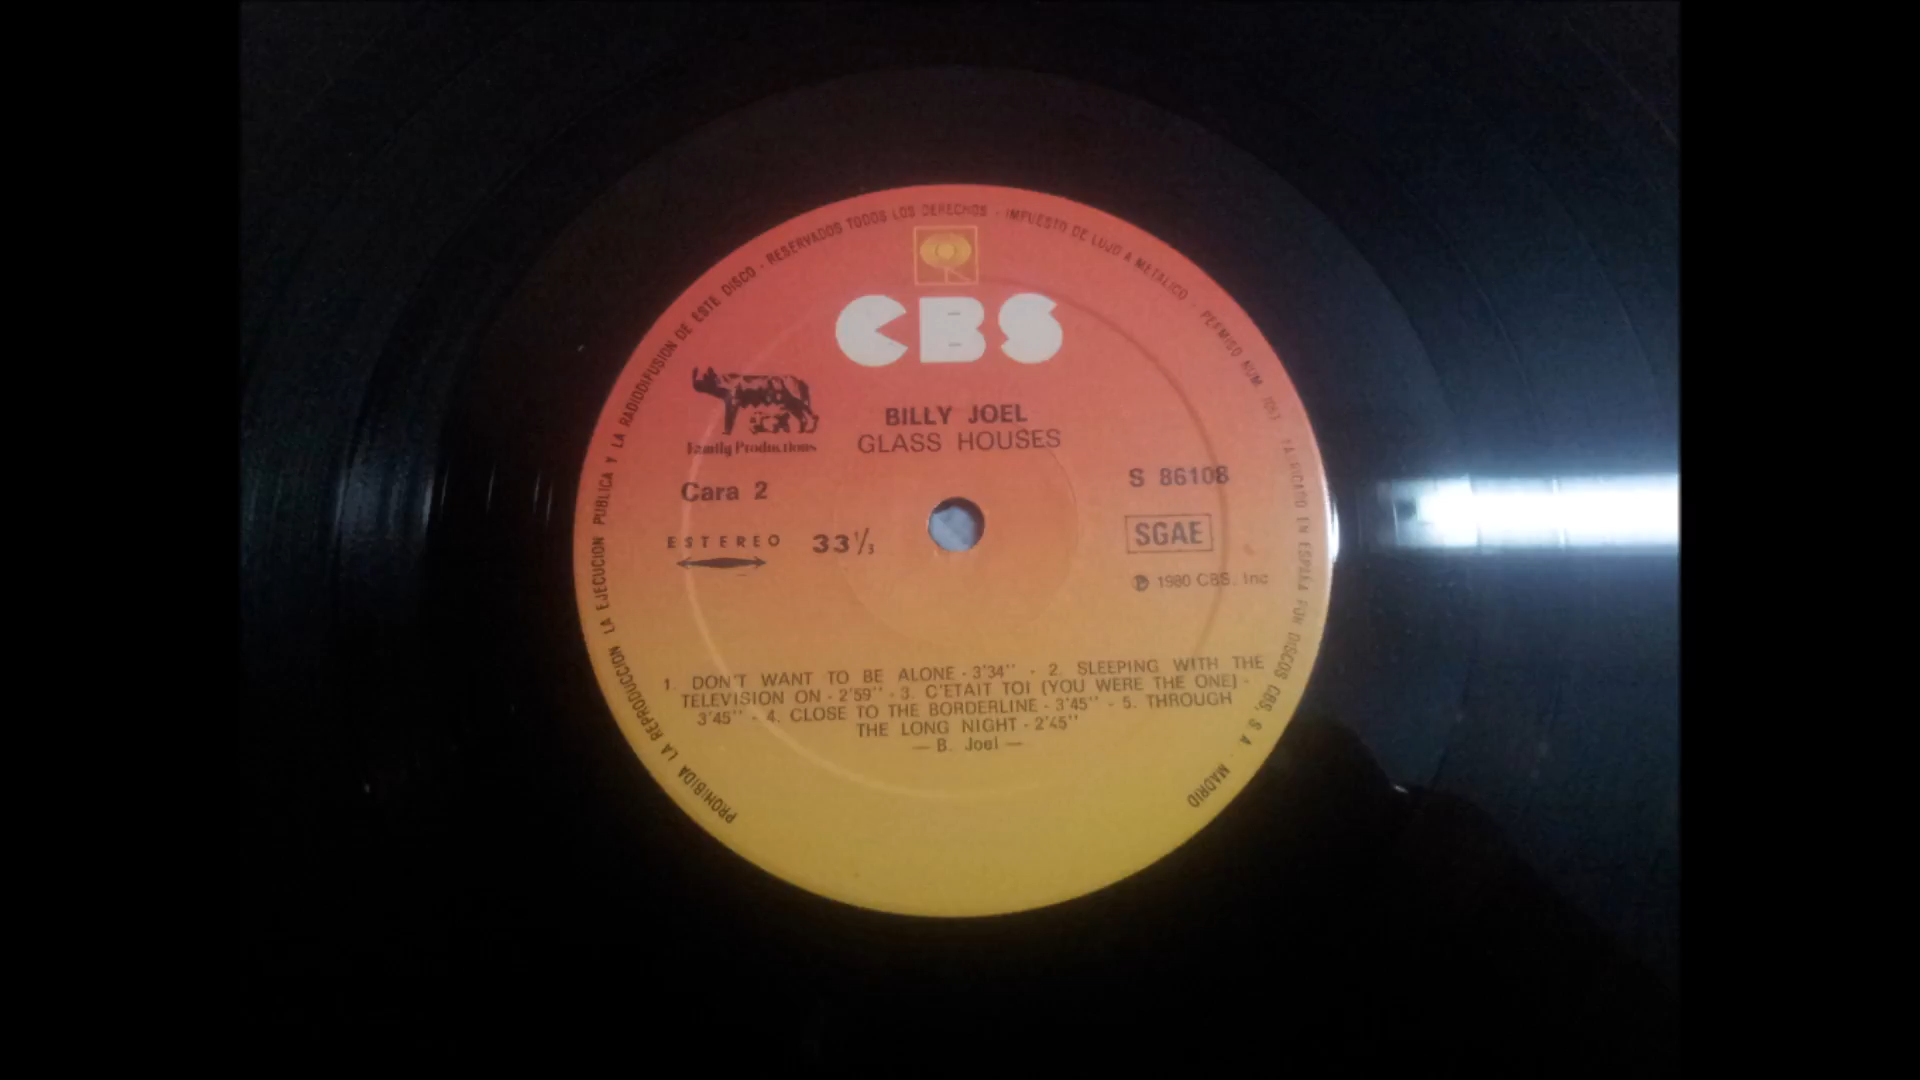 PROHIBIDA LA REPRODUCCION, LA EJECUCION PUBLICA Y LA RADIODIFUSION DE ESTE DISCO - RESERVADOS TODOS LOS DERECHOS - IMPUESTO DE LUJO A METALICO - PERMISO NUM. FABRICADO EN ESPAÑA POR DISCOS CBS, S.A. MADRID
CBS
Family Productions
BILLY JOEL
GLASS HOUSES
Cara 2
S 86108
ESTEREO
33 1/3
SGAE
℗ 1980 CBS. Inc
1. DON'T WANT TO BE ALONE - 3'34'' - 2. SLEEPING WITH THE
TELEVISION ON - 2'59'' - 3. C'ETAIT TOI (YOU WERE THE ONE) -
3'45'' - 4. CLOSE TO THE BORDERLINE - 3'45'' - 5. THROUGH
THE LONG NIGHT - 2'45''
— B. Joel —